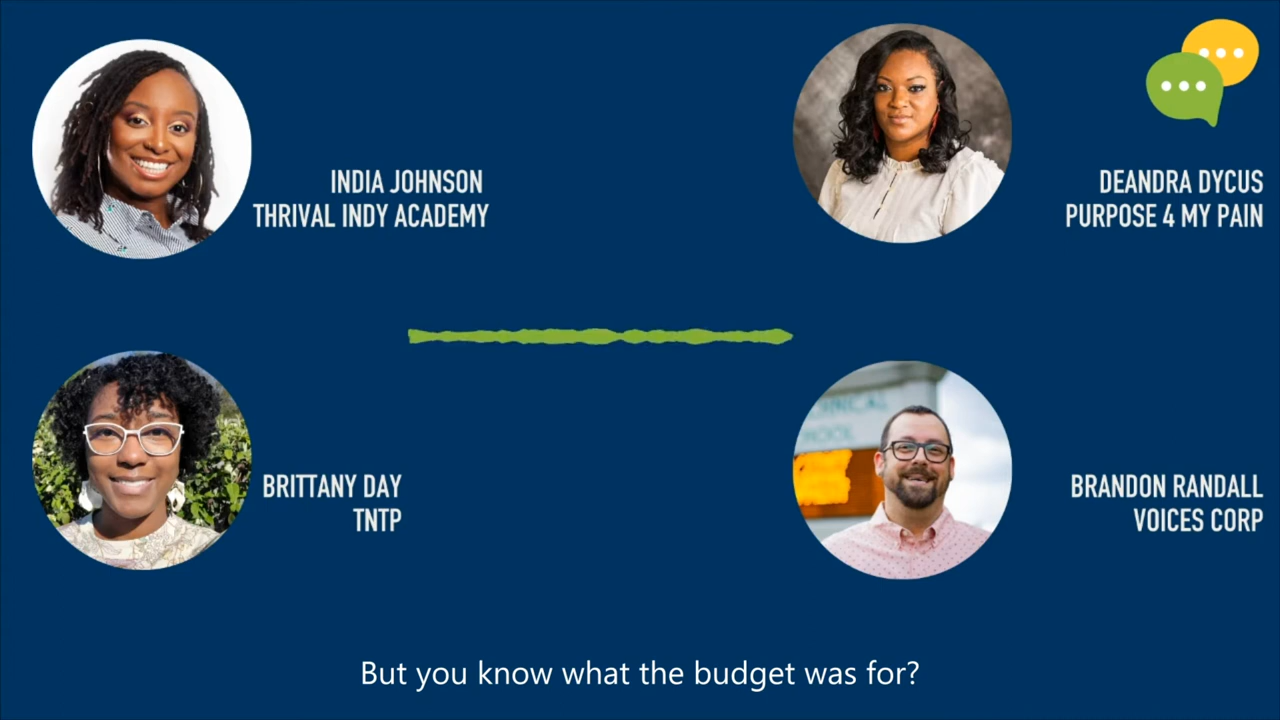 INDIA JOHNSON
THRIVAL INDY ACADEMY
DEANDRA DYCUS
PURPOSE 4 MY PAIN
BRITTANY DAY
TNTP
BRANDON RANDALL
VOICES CORP
But you know what the budget was for?